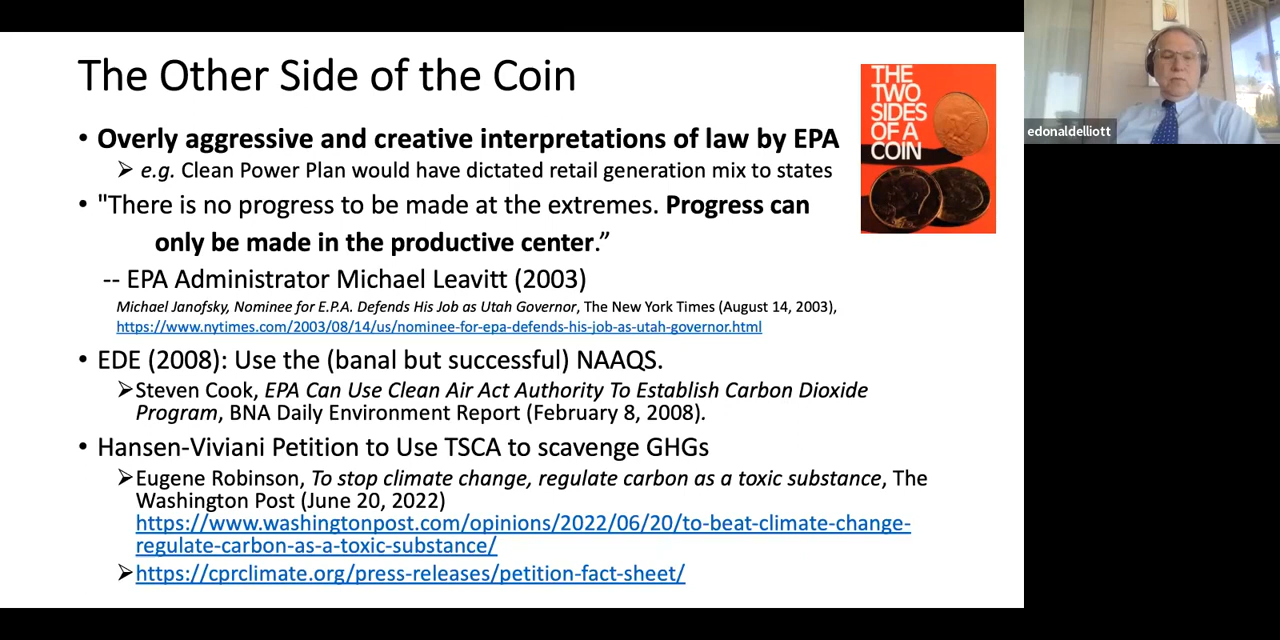 The Other Side of the Coin
THE
TWO
SIDES
OF A
COIN
edonaldelliott
• Overly aggressive and creative interpretations of law by EPA
➢ e.g. Clean Power Plan would have dictated retail generation mix to states
• "There is no progress to be made at the extremes. Progress can
only be made in the productive center.”
-- EPA Administrator Michael Leavitt (2003)
Michael Janofsky, Nominee for E.P.A. Defends His Job as Utah Governor, The New York Times (August 14, 2003),
https://www.nytimes.com/2003/08/14/us/nominee-for-epa-defends-his-job-as-utah-governor.html
• EDE (2008): Use the (banal but successful) NAAQS.
➢Steven Cook, EPA Can Use Clean Air Act Authority To Establish Carbon Dioxide
Program, BNA Daily Environment Report (February 8, 2008).
• Hansen-Viviani Petition to Use TSCA to scavenge GHGs
➢Eugene Robinson, To stop climate change, regulate carbon as a toxic substance, The
Washington Post (June 20, 2022)
https://www.washingtonpost.com/opinions/2022/06/20/to-beat-climate-change-
regulate-carbon-as-a-toxic-substance/
➢https://cprclimate.org/press-releases/petition-fact-sheet/